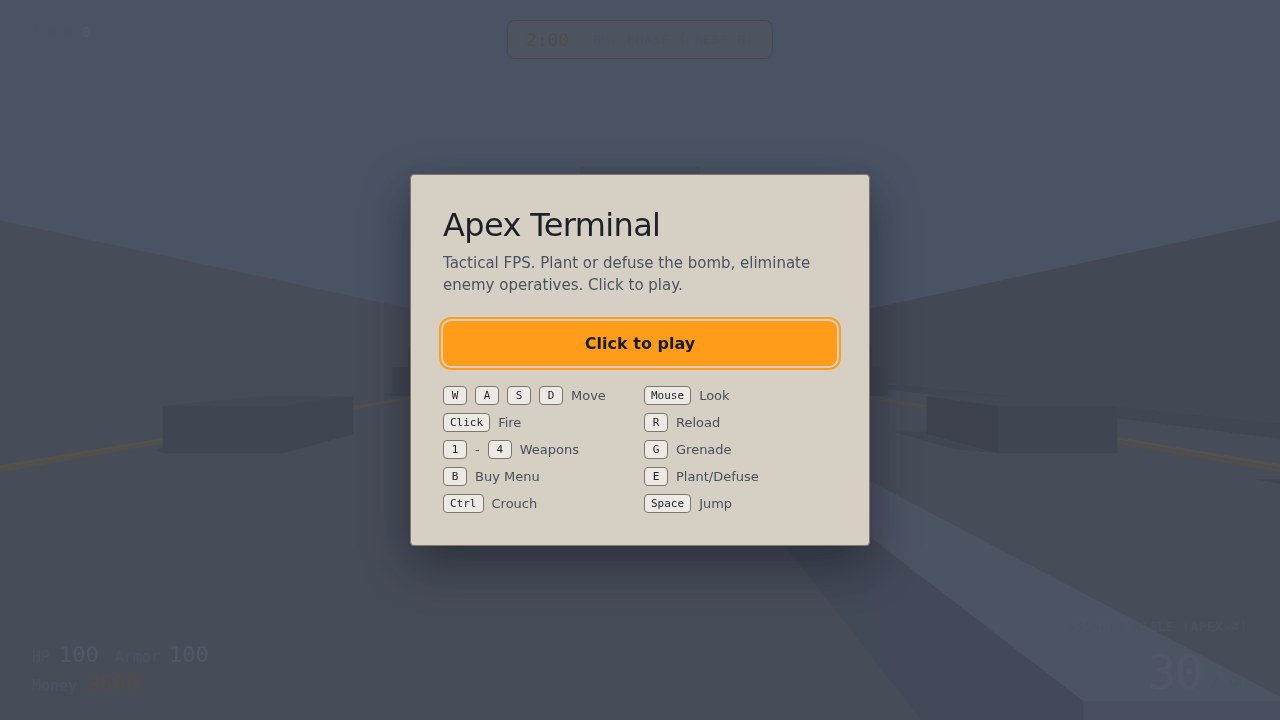 2:00
Apex Terminal
Tactical FPS. Plant or defuse the bomb, eliminate
enemy operatives. Click to play.
Click to play
W A S D Move Mouse Look
Click Fire R Reload
1 - 4 Weapons G Grenade
B Buy Menu E Plant/Defuse
Ctrl Crouch Space Jump
HP 100 Armor 100
Money
30